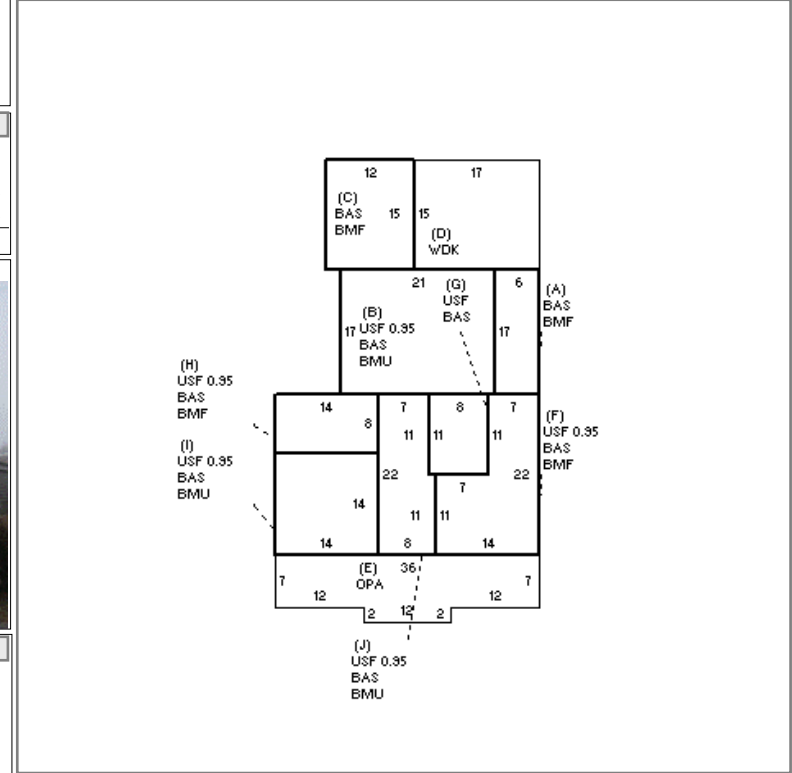 12
17
(C)
BAS
BMF
15
15
(D)
WDK
21
(G)
USF
BAS
6
(A)
BAS
BMF
17
(B)
USF 0.95
BAS
BMU
17
(H)
USF 0.95
BAS
BMF
14
8
7
8
7
11
11
11
(F)
USF 0.95
BAS
BMF
(I)
USF 0.95
BAS
BMU
22
22
7
14
11
11
14
8
14
(E)
OPA
36
7
7
12
12
2
12
2
(J)
USF 0.95
BAS
BMU